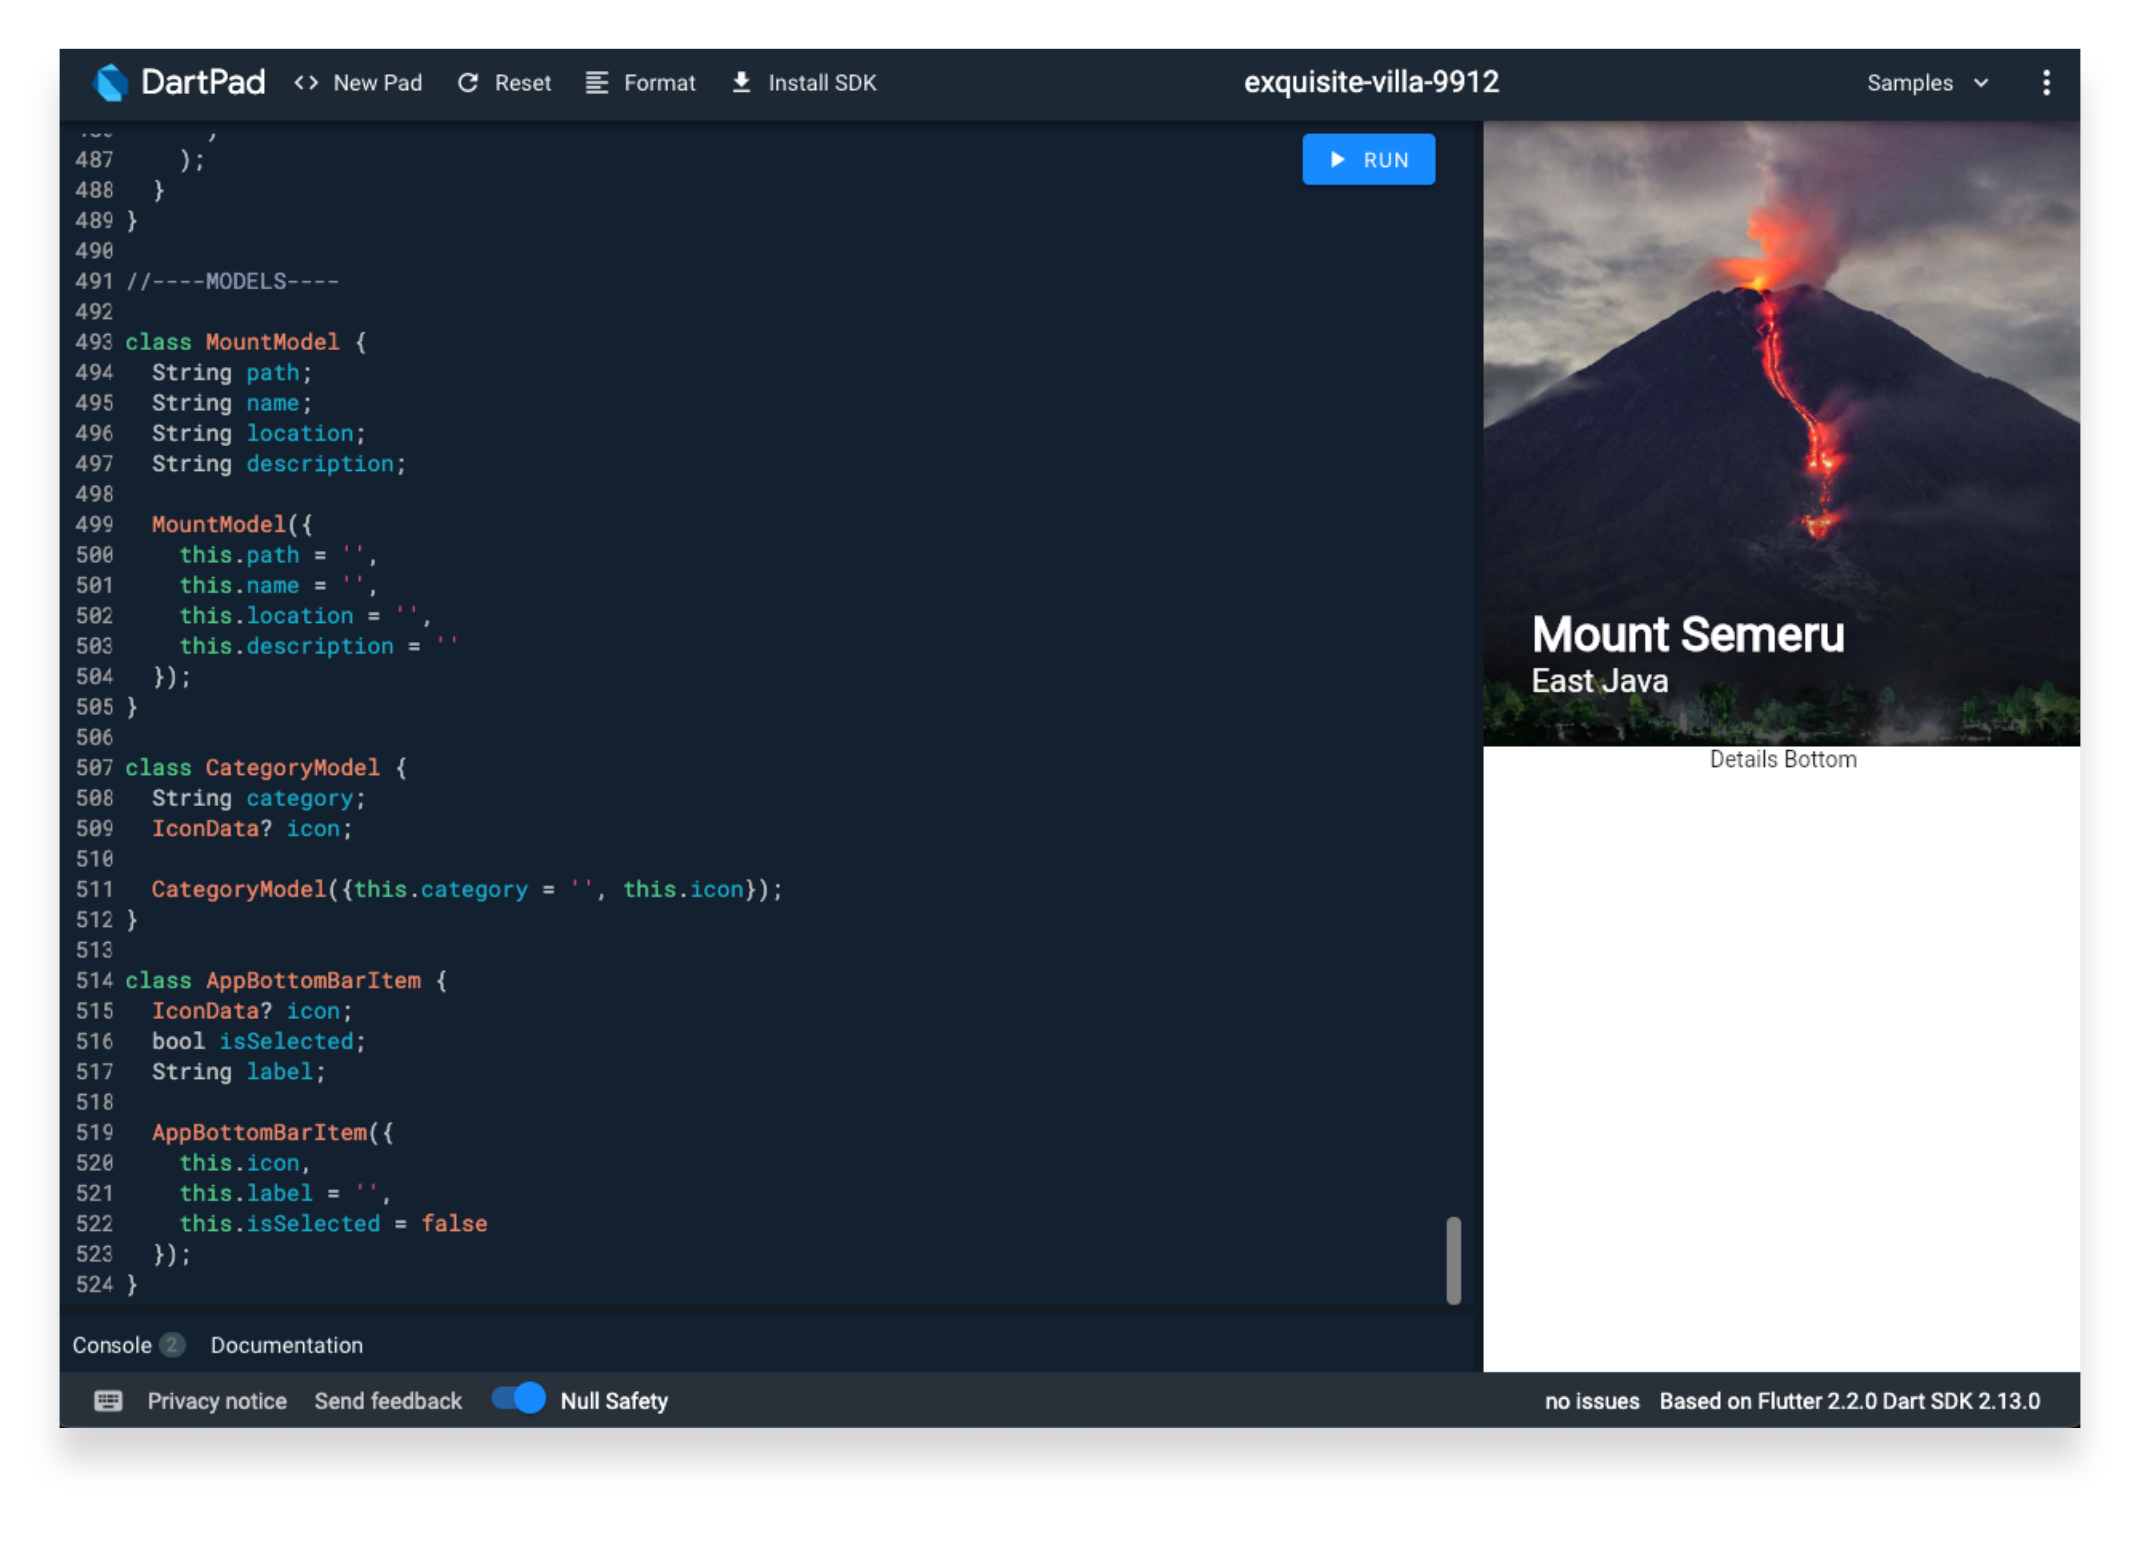 DartPad <> New Pad Reset Format Install SDK exquisite-villa-9912 Samples
RUN
487     );
488   }
489 }
490
491 //----MODELS----
492
493 class MountModel {
494   String path;
495   String name;
496   String location;
497   String description;
498
499   MountModel({
500     this.path = '',
501     this.name = '',
502     this.location = '',
503     this.description = ''
504   });
505 }
506
507 class CategoryModel {
508   String category;
509   IconData? icon;
510
511   CategoryModel({this.category = '', this.icon});
512 }
513
514 class AppBottomBarItem {
515   IconData? icon;
516   bool isSelected;
517   String label;
518
519   AppBottomBarItem({
520     this.icon,
521     this.label = '',
522     this.isSelected = false
523   });
524 }
Mount Semeru
East Java
Details Bottom
Console 2 Documentation
Privacy notice Send feedback Null Safety no issues Based on Flutter 2.2.0 Dart SDK 2.13.0